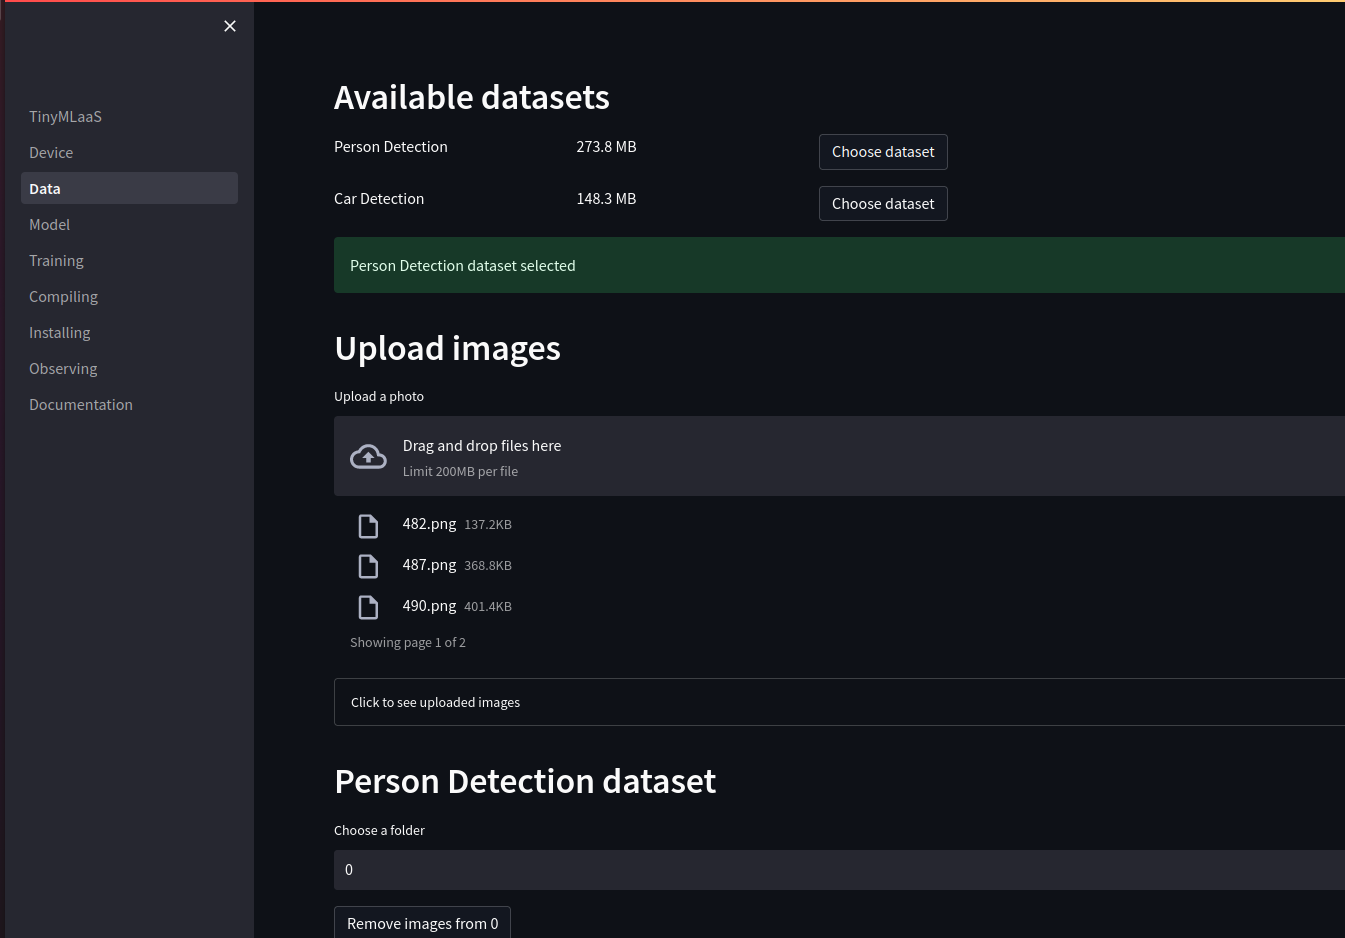 TinyMLaaS
Device
Data
Model
Training
Compiling
Installing
Observing
Documentation
Available datasets
Person Detection 273.8 MB Choose dataset
Car Detection 148.3 MB Choose dataset
Person Detection dataset selected
Upload images
Upload a photo
Drag and drop files here
Limit 200MB per file
482.png 137.2KB
487.png 368.8KB
490.png 401.4KB
Showing page 1 of 2
Click to see uploaded images
Person Detection dataset
Choose a folder
0
Remove images from 0